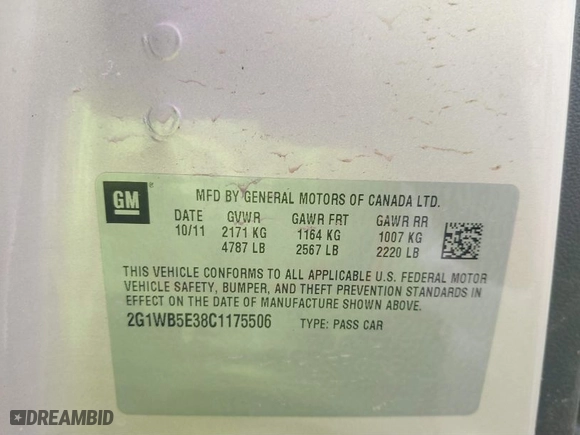 GM
MFD BY GENERAL MOTORS OF CANADA LTD.
DATE GVWR GAWR FRT GAWR RR
10/11 2171 KG 1164 KG 1007 KG
4787 LB 2567 LB 2220 LB
THIS VEHICLE CONFORMS TO ALL APPLICABLE U.S. FEDERAL MOTOR
VEHICLE SAFETY, BUMPER, AND THEFT PREVENTION STANDARDS IN
EFFECT ON THE DATE OF MANUFACTURE SHOWN ABOVE.
2G1WB5E38C1175506 TYPE: PASS CAR
DREAMBID